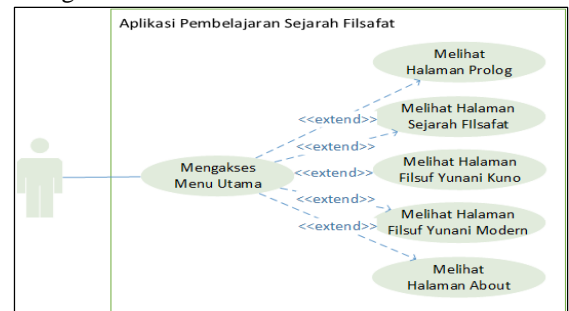 Aplikasi Pembelajaran Sejarah Filsafat
Melihat
Halaman Prolog
<<extend>>
Melihat Halaman
Sejarah FIlsafat
<<extend>>
Mengakses
Menu Utama
<<extend>>
Melihat Halaman
Filsuf Yunani Kuno
<<extend>>
Melihat Halaman
Filsuf Yunani Modern
<<extend>>
Melihat
Halaman About